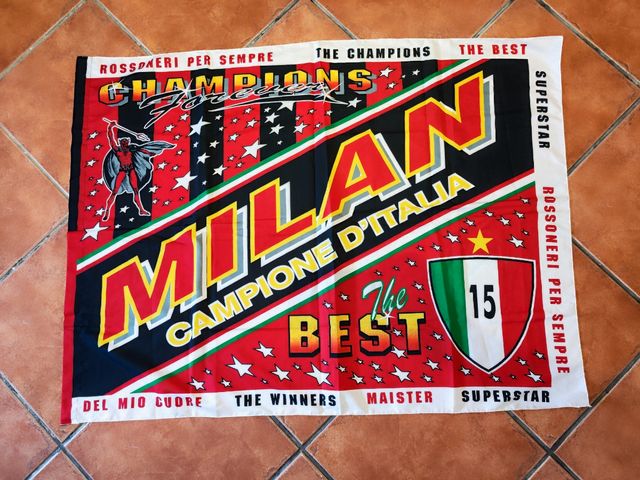 ROSSONERI PER SEMPRE THE CHAMPIONS THE BEST
SUPERSTAR ROSSONERI PER SEMPRE
CHAMPIONS
Forever
MILAN
CAMPIONE D'ITALIA
The
BEST
15
DEL MIO CUORE THE WINNERS MAISTER SUPERSTAR